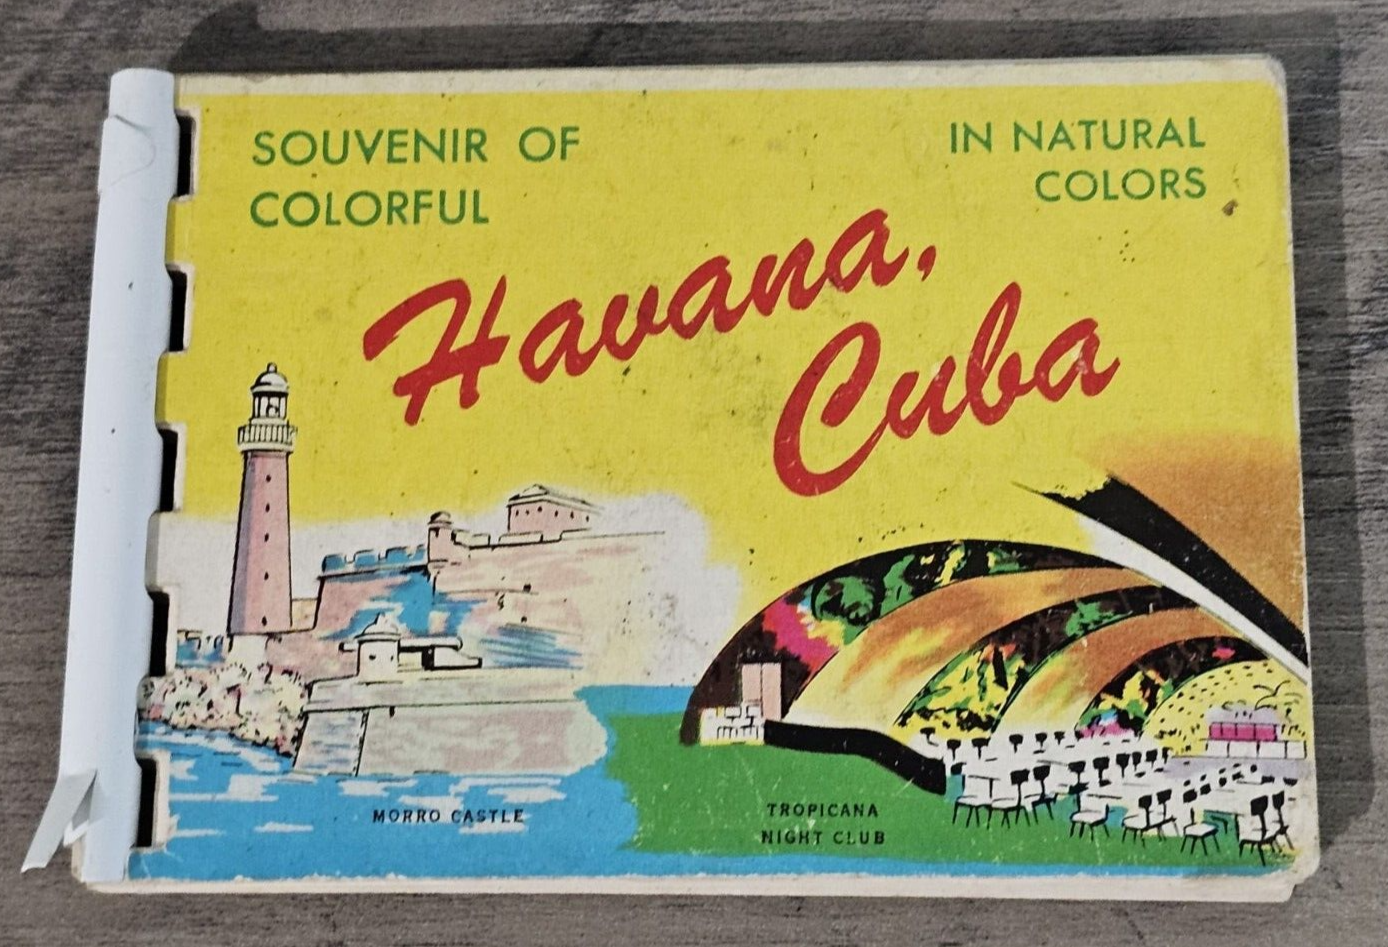 SOUVENIR OF
COLORFUL
IN NATURAL
COLORS
Havana,
Cuba
MORRO CASTLE
TROPICANA
NIGHT CLUB